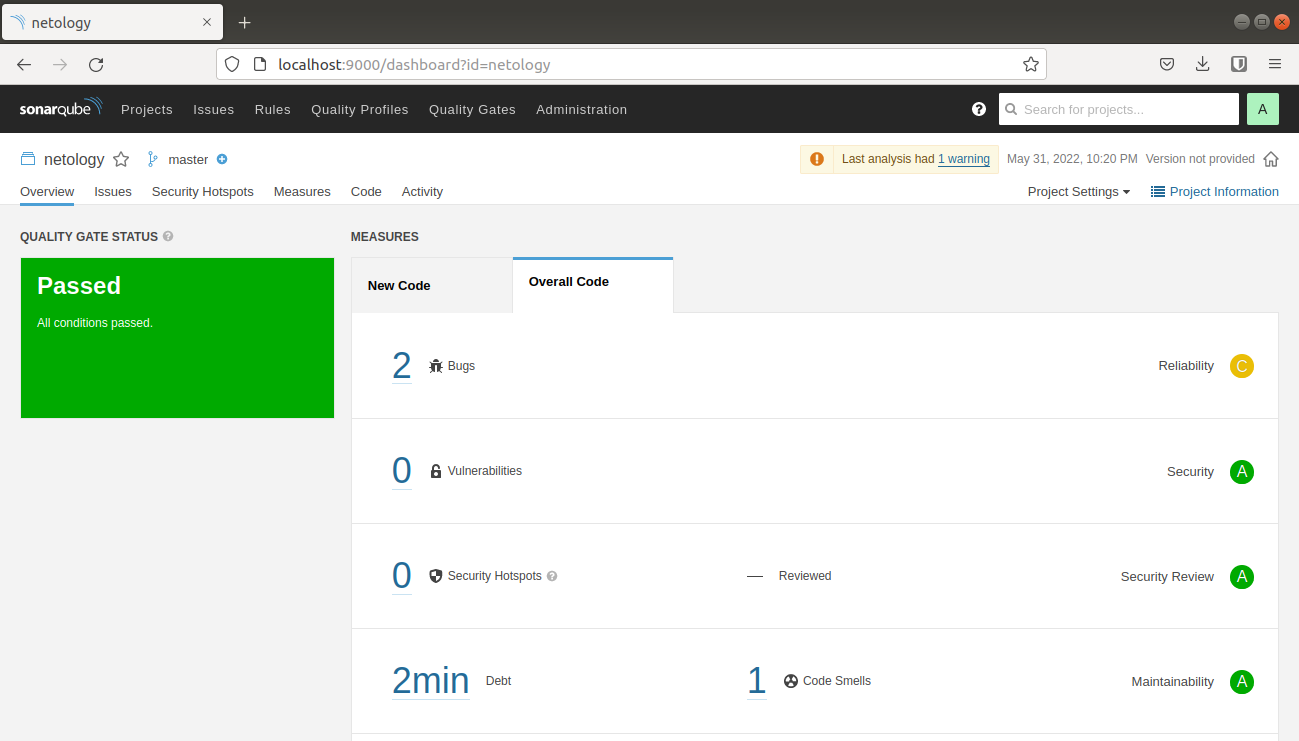 netology
localhost:9000/dashboard?id=netology
sonarqube Projects Issues Rules Quality Profiles Quality Gates Administration ? Search for projects... A
netology master Last analysis had 1 warning May 31, 2022, 10:20 PM Version not provided
Overview Issues Security Hotspots Measures Code Activity Project Settings Project Information
QUALITY GATE STATUS ? MEASURES
Passed
All conditions passed.
New Code Overall Code
2 Bugs Reliability C
0 Vulnerabilities Security A
0 Security Hotspots ? — Reviewed Security Review A
2min Debt 1 Code Smells Maintainability A